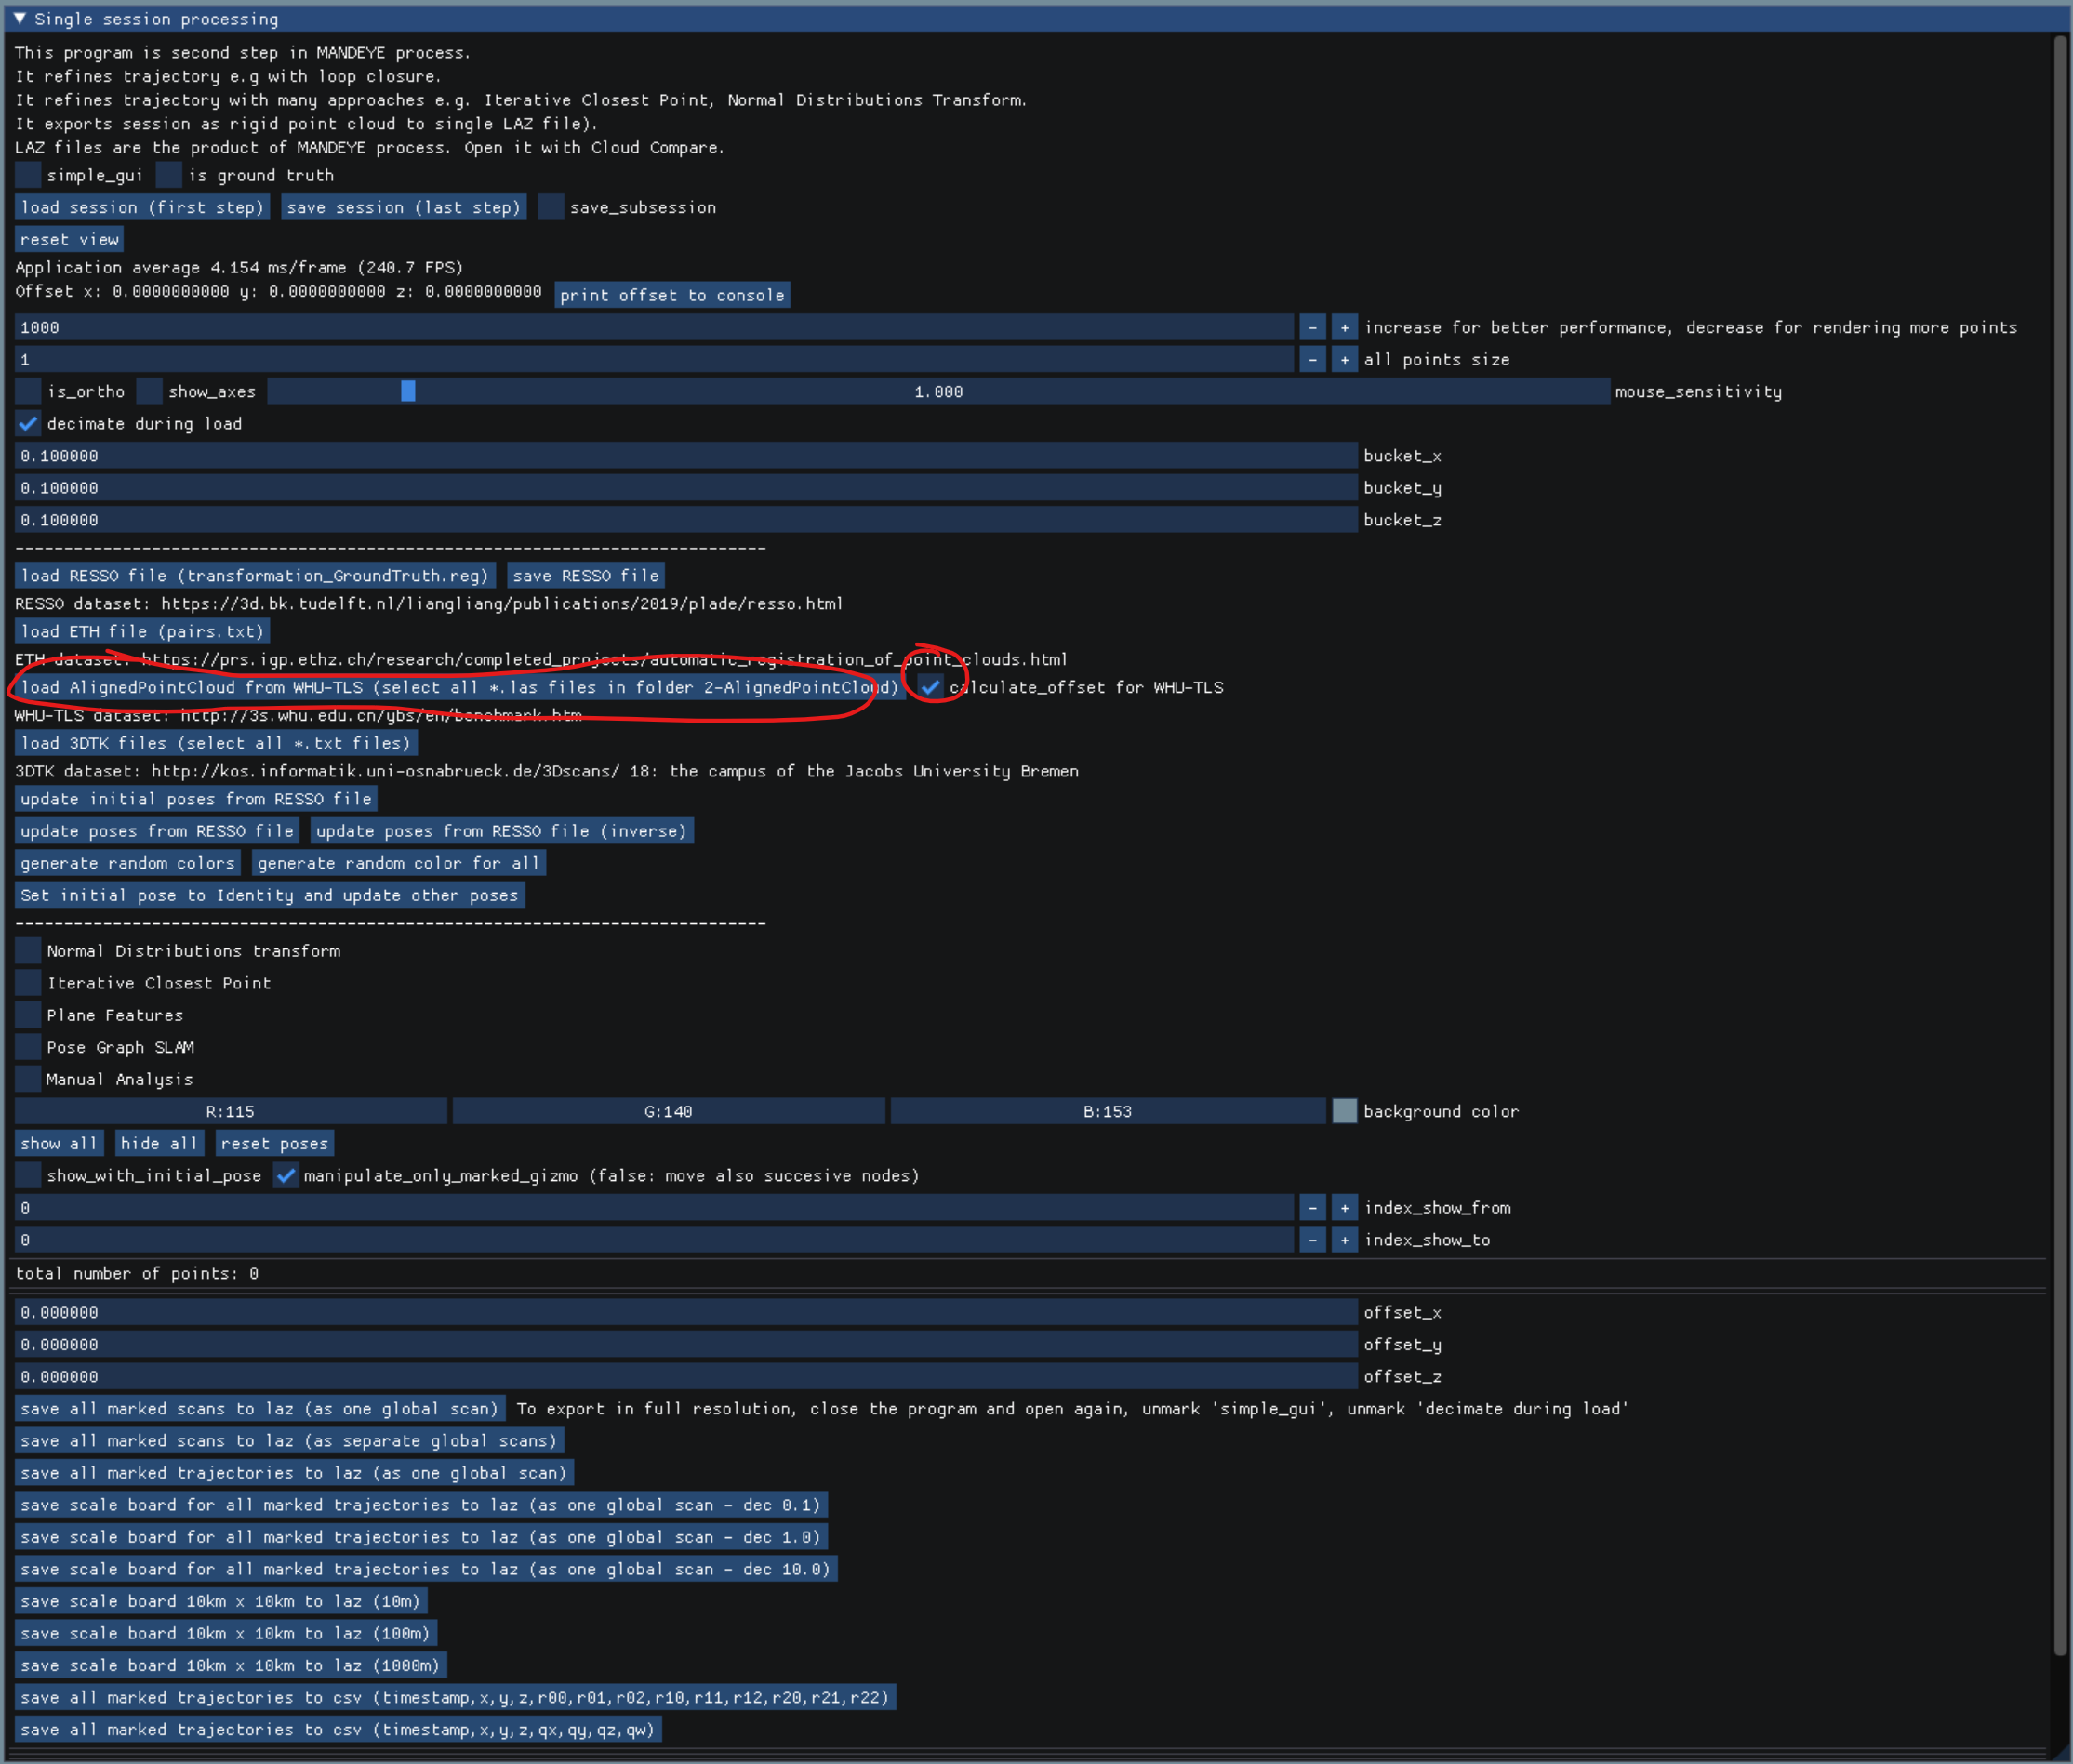 Single session processing
This program is second step in MANDEYE process.
It refines trajectory e.g with loop closure.
It refines trajectory with many approaches e.g. Iterative Closest Point, Normal Distributions Transform.
It exports session as rigid point cloud to single LAZ file).
LAZ files are the product of MANDEYE process. Open it with Cloud Compare.
simple_gui is ground truth
load session (first step) save session (last step) save_subsession
reset view
Application average 4.154 ms/frame (240.7 FPS)
Offset x: 0.0000000000 y: 0.0000000000 z: 0.0000000000 print offset to console
1000 - + increase for better performance, decrease for rendering more points
1 - + all points size
is_ortho show_axes 1.000 mouse_sensitivity
decimate during load
0.100000 bucket_x
0.100000 bucket_y
0.100000 bucket_z
-----------------------------------------------------------------------------
load RESSO file (transformation_GroundTruth.reg) save RESSO file
RESSO dataset: https://3d.bk.tudelft.nl/liangliang/publications/2019/plade/resso.html
load ETH file (pairs.txt)
ETH dataset: https://prs.igp.ethz.ch/research/completed_projects/automatic_registration_of_point_clouds.html
load AlignedPointCloud from WHU-TLS (select all *.las files in folder 2-AlignedPointCloud) calculate_offset for WHU-TLS
WHU-TLS dataset: http://3s.whu.edu.cn/ybs/en/benchmark.htm
load 3DTK files (select all *.txt files)
3DTK dataset: http://kos.informatik.uni-osnabrueck.de/3Dscans/ 18: the campus of the Jacobs University Bremen
update initial poses from RESSO file
update poses from RESSO file update poses from RESSO file (inverse)
generate random colors generate random color for all
Set initial pose to Identity and update other poses
-----------------------------------------------------------------------------
Normal Distributions transform
Iterative Closest Point
Plane Features
Pose Graph SLAM
Manual Analysis
R:115 G:140 B:153 background color
show all hide all reset poses
show_with_initial_pose manipulate_only_marked_gizmo (false: move also succesive nodes)
0 - + index_show_from
0 - + index_show_to
total number of points: 0
0.000000 offset_x
0.000000 offset_y
0.000000 offset_z
save all marked scans to laz (as one global scan) To export in full resolution, close the program and open again, unmark 'simple_gui', unmark 'decimate during load'
save all marked scans to laz (as separate global scans)
save all marked trajectories to laz (as one global scan)
save scale board for all marked trajectories to laz (as one global scan - dec 0.1)
save scale board for all marked trajectories to laz (as one global scan - dec 1.0)
save scale board for all marked trajectories to laz (as one global scan - dec 10.0)
save scale board 10km x 10km to laz (10m)
save scale board 10km x 10km to laz (100m)
save scale board 10km x 10km to laz (1000m)
save all marked trajectories to csv (timestamp,x,y,z,r00,r01,r02,r10,r11,r12,r20,r21,r22)
save all marked trajectories to csv (timestamp,x,y,z,qx,qy,qz,qw)